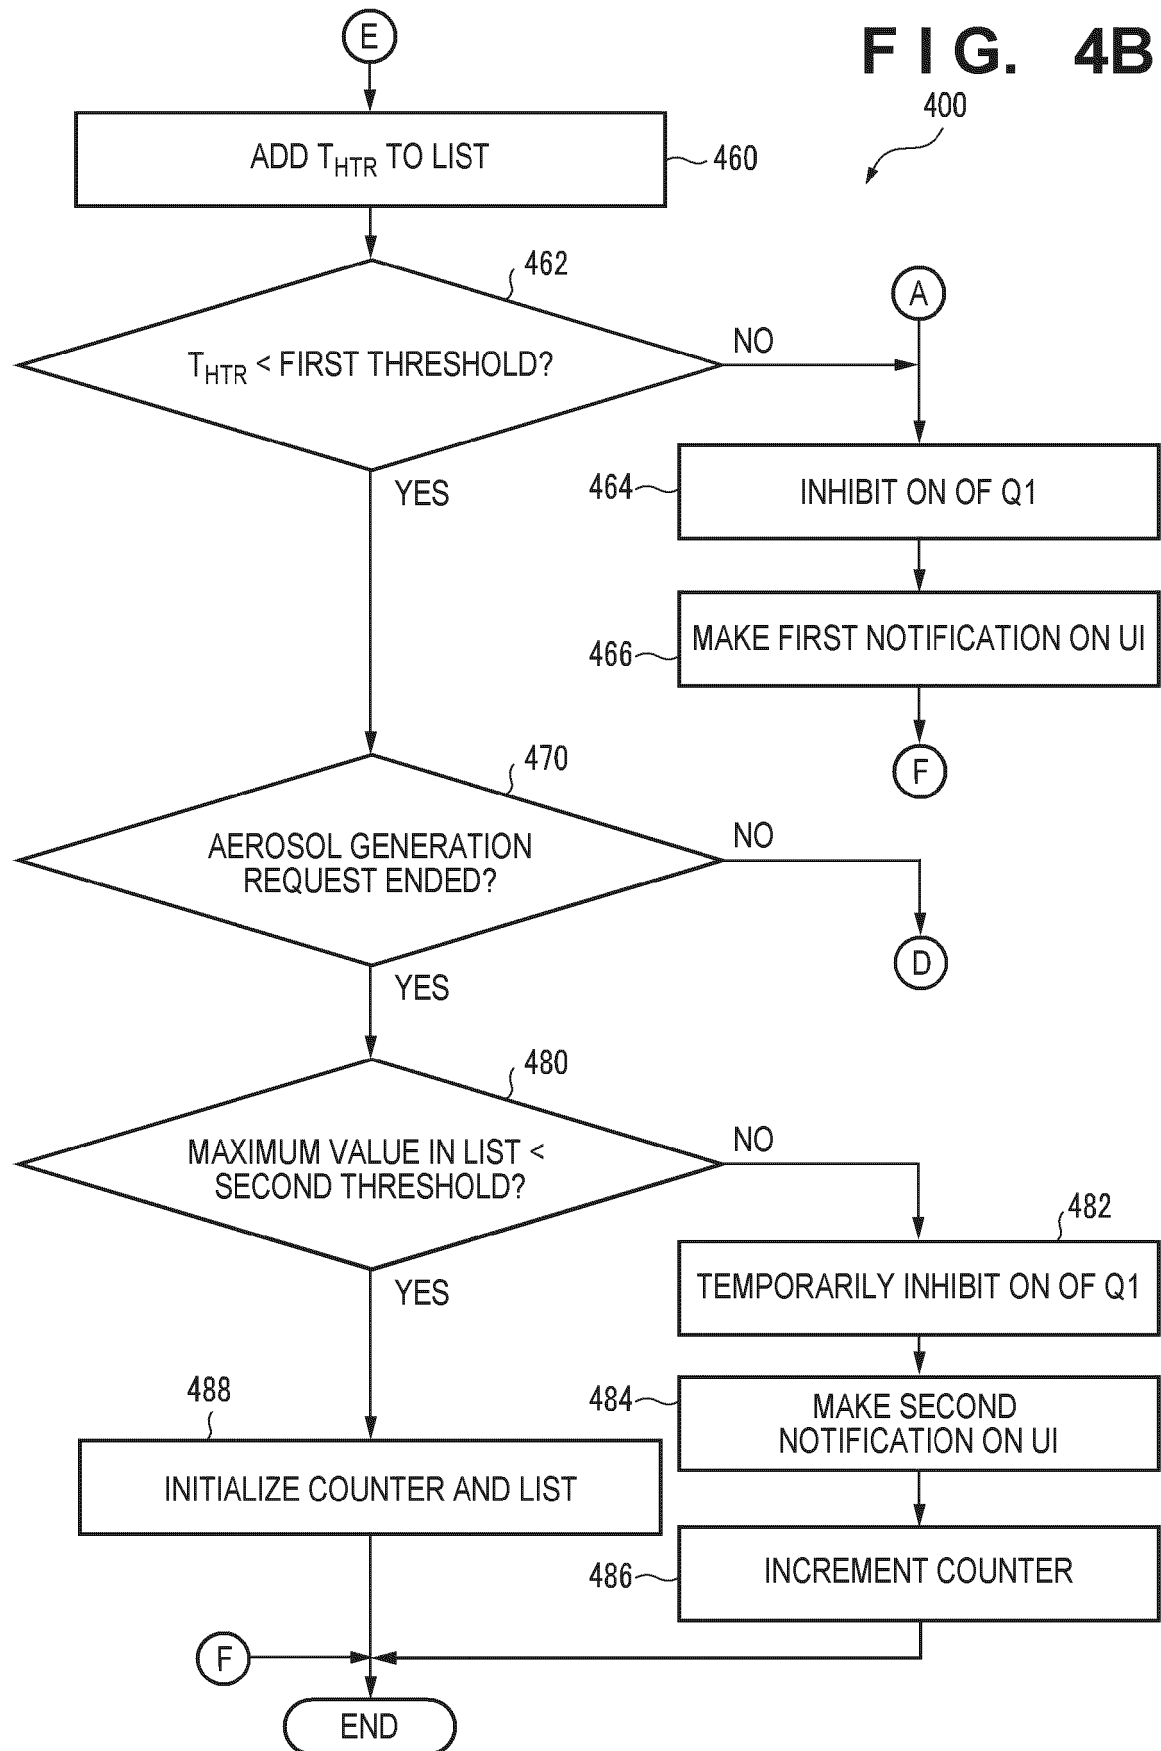 E
FIG. 4B
400
ADD THTR TO LIST
460
462
THTR < FIRST THRESHOLD?
NO
YES
A
464
INHIBIT ON OF Q1
466
MAKE FIRST NOTIFICATION ON UI
F
470
AEROSOL GENERATION
REQUEST ENDED?
NO
YES
D
480
MAXIMUM VALUE IN LIST <
SECOND THRESHOLD?
NO
YES
482
TEMPORARILY INHIBIT ON OF Q1
484
MAKE SECOND
NOTIFICATION ON UI
488
INITIALIZE COUNTER AND LIST
486
INCREMENT COUNTER
F
END